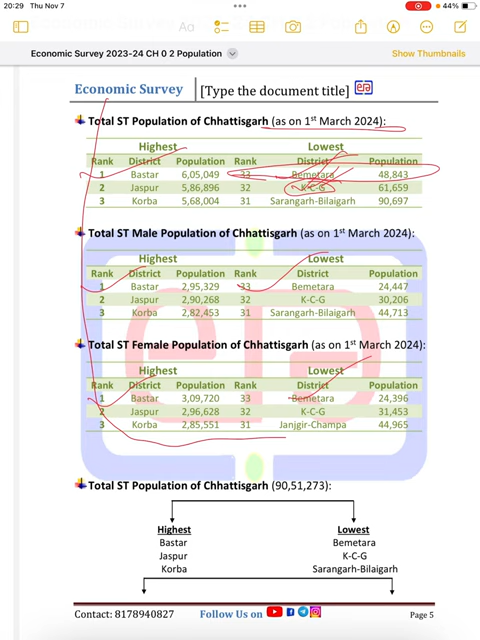 20:29 Thu Nov 7
44%
Aa
Economic Survey 2023-24 CH 0 2 Population
Show Thumbnails
Economic Survey [Type the document title]
Total ST Population of Chhattisgarh (as on 1st March 2024):
Highest Lowest
Rank District Population Rank District Population
1 Bastar 6,05,049 33 Bemetara 48,843
2 Jaspur 5,86,896 32 K-C-G 61,659
3 Korba 5,68,004 31 Sarangarh-Bilaigarh 90,697
Total ST Male Population of Chhattisgarh (as on 1st March 2024):
Highest Lowest
Rank District Population Rank District Population
1 Bastar 2,95,329 33 Bemetara 24,447
2 Jaspur 2,90,268 32 K-C-G 30,206
3 Korba 2,82,453 31 Sarangarh-Bilaigarh 44,713
Total ST Female Population of Chhattisgarh (as on 1st March 2024):
Highest Lowest
Rank District Population Rank District Population
1 Bastar 3,09,720 33 Bemetara 24,396
2 Jaspur 2,96,628 32 K-C-G 31,453
3 Korba 2,85,551 31 Janjgir-Champa 44,965
Total ST Population of Chhattisgarh (90,51,273):
Highest Lowest
Bastar Bemetara
Jaspur K-C-G
Korba Sarangarh-Bilaigarh
Contact: 8178940827 Follow Us on Page 5